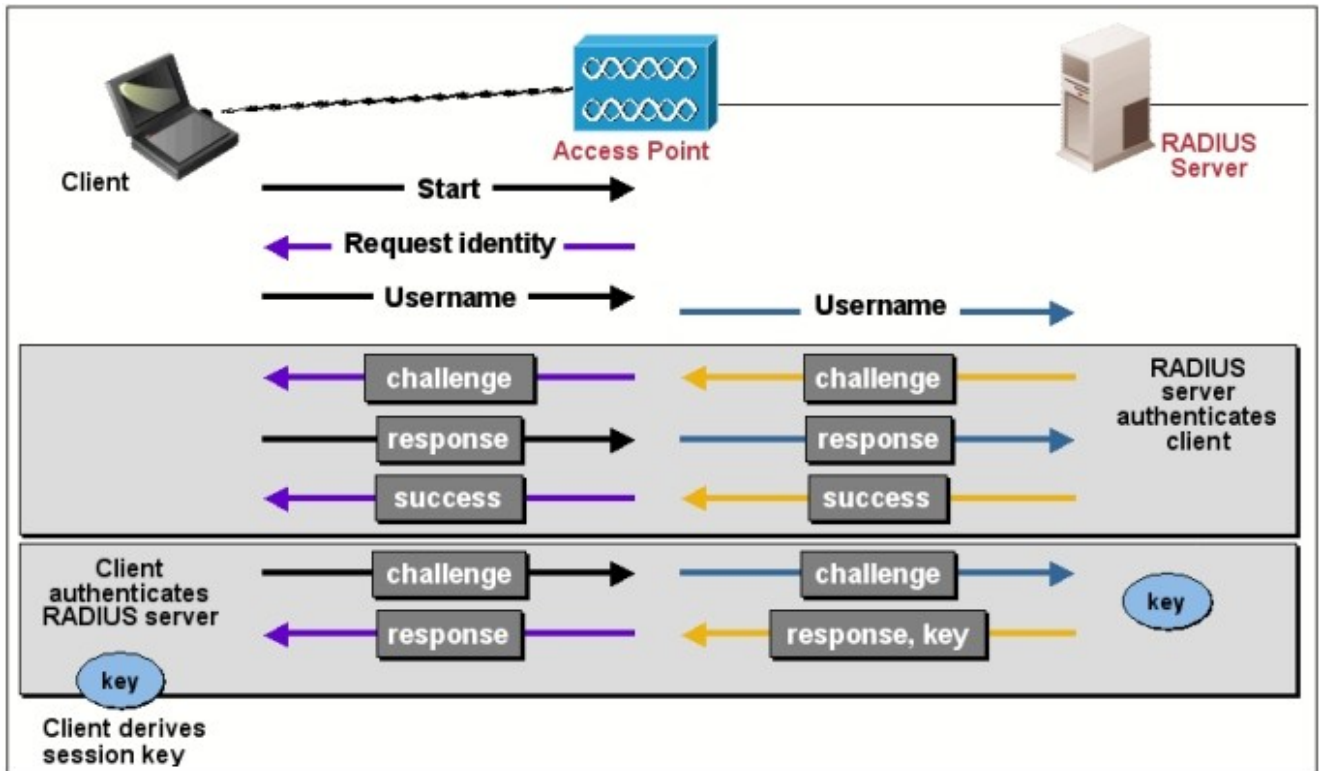 Client
Access Point
RADIUS
Server
Start
Request identity
Username
Username
challenge
challenge
RADIUS
server
authenticates
client
response
response
success
success
Client
authenticates
RADIUS server
challenge
challenge
key
response
response, key
key
Client derives
session key